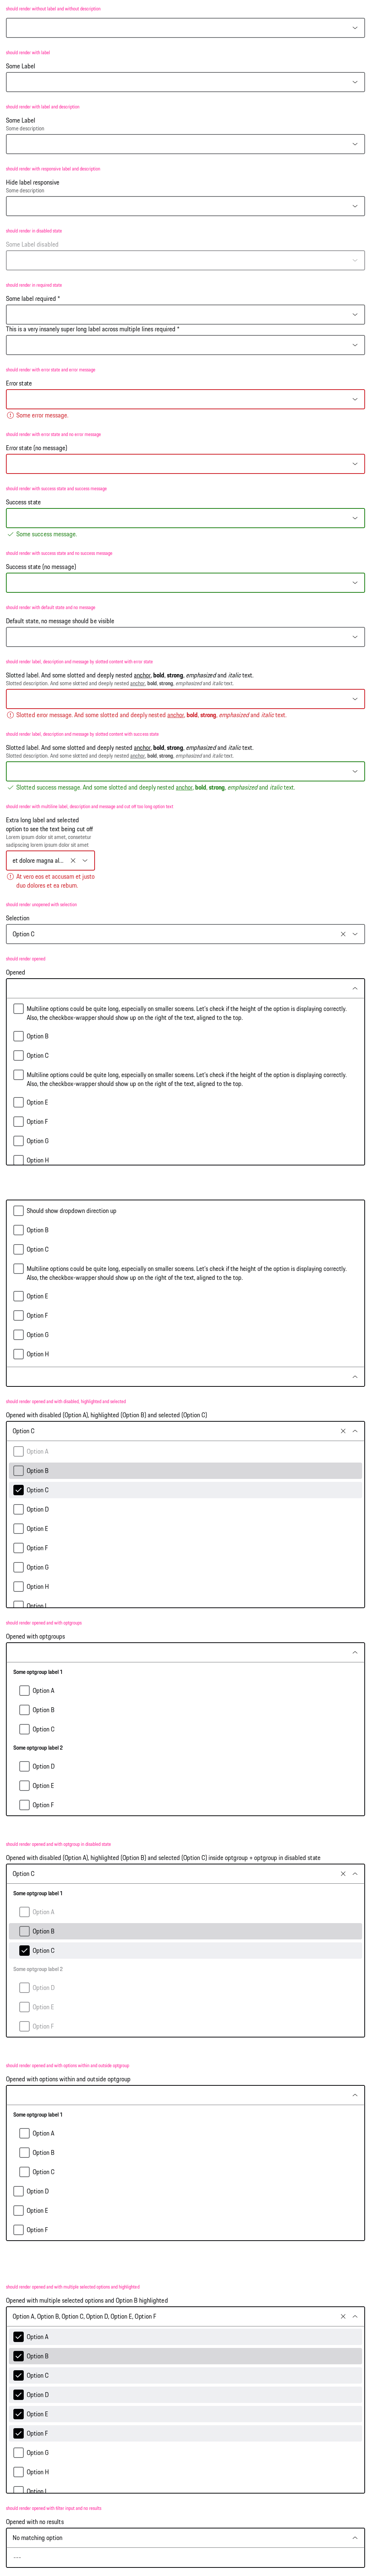 should render without label and without description
should render with label
Some Label
should render with label and description
Some Label
Some description
should render with responsive label and description
Hide label responsive
Some description
should render in disabled state
Some Label disabled
should render in required state
Some label required *
This is a very insanely super long label across multiple lines required *
should render with error state and error message
Error state
Some error message.
should render with error state and no error message
Error state (no message)
should render with success state and success message
Success state
Some success message.
should render with success state and no success message
Success state (no message)
should render with default state and no message
Default state, no message should be visible
should render label, description and message by slotted content with error state
Slotted label. And some slotted and deeply nested anchor, bold, strong, emphasized and italic text.
Slotted description. And some slotted and deeply nested anchor, bold, strong, emphasized and italic text.
Slotted error message. And some slotted and deeply nested anchor, bold, strong, emphasized and italic text.
should render label, description and message by slotted content with success state
Slotted label. And some slotted and deeply nested anchor, bold, strong, emphasized and italic text.
Slotted description. And some slotted and deeply nested anchor, bold, strong, emphasized and italic text.
Slotted success message. And some slotted and deeply nested anchor, bold, strong, emphasized and italic text.
should render with multiline label, description and message and cut off too long option text
Extra long label and selected
option to see the text being cut off
Lorem ipsum dolor sit amet, consetetur
sadipscing lorem ipsum dolor sit amet
et dolore magna al...
At vero eos et accusam et justo
duo dolores et ea rebum.
should render unopened with selection
Selection
Option C
should render opened
Opened
Multiline options could be quite long, especially on smaller screens. Let's check if the height of the option is displaying correctly.
Also, the checkbox-wrapper should show up on the right of the text, aligned to the top.
Option B
Option C
Multiline options could be quite long, especially on smaller screens. Let's check if the height of the option is displaying correctly.
Also, the checkbox-wrapper should show up on the right of the text, aligned to the top.
Option E
Option F
Option G
Option H
Should show dropdown direction up
Option B
Option C
Multiline options could be quite long, especially on smaller screens. Let's check if the height of the option is displaying correctly.
Also, the checkbox-wrapper should show up on the right of the text, aligned to the top.
Option E
Option F
Option G
Option H
should render opened and with disabled, highlighted and selected
Opened with disabled (Option A), highlighted (Option B) and selected (Option C)
Option C
Option A
Option B
Option C
Option D
Option E
Option F
Option G
Option H
Option I
should render opened and with optgroups
Opened with optgroups
Some optgroup label 1
Option A
Option B
Option C
Some optgroup label 2
Option D
Option E
Option F
should render opened and with optgroup in disabled state
Opened with disabled (Option A), highlighted (Option B) and selected (Option C) inside optgroup + optgroup in disabled state
Option C
Some optgroup label 1
Option A
Option B
Option C
Some optgroup label 2
Option D
Option E
Option F
should render opened and with options within and outside optgroup
Opened with options within and outside optgroup
Some optgroup label 1
Option A
Option B
Option C
Option D
Option E
Option F
should render opened and with multiple selected options and highlighted
Opened with multiple selected options and Option B highlighted
Option A, Option B, Option C, Option D, Option E, Option F
Option A
Option B
Option C
Option D
Option E
Option F
Option G
Option H
Option I
should render opened with filter input and no results
Opened with no results
No matching option
---